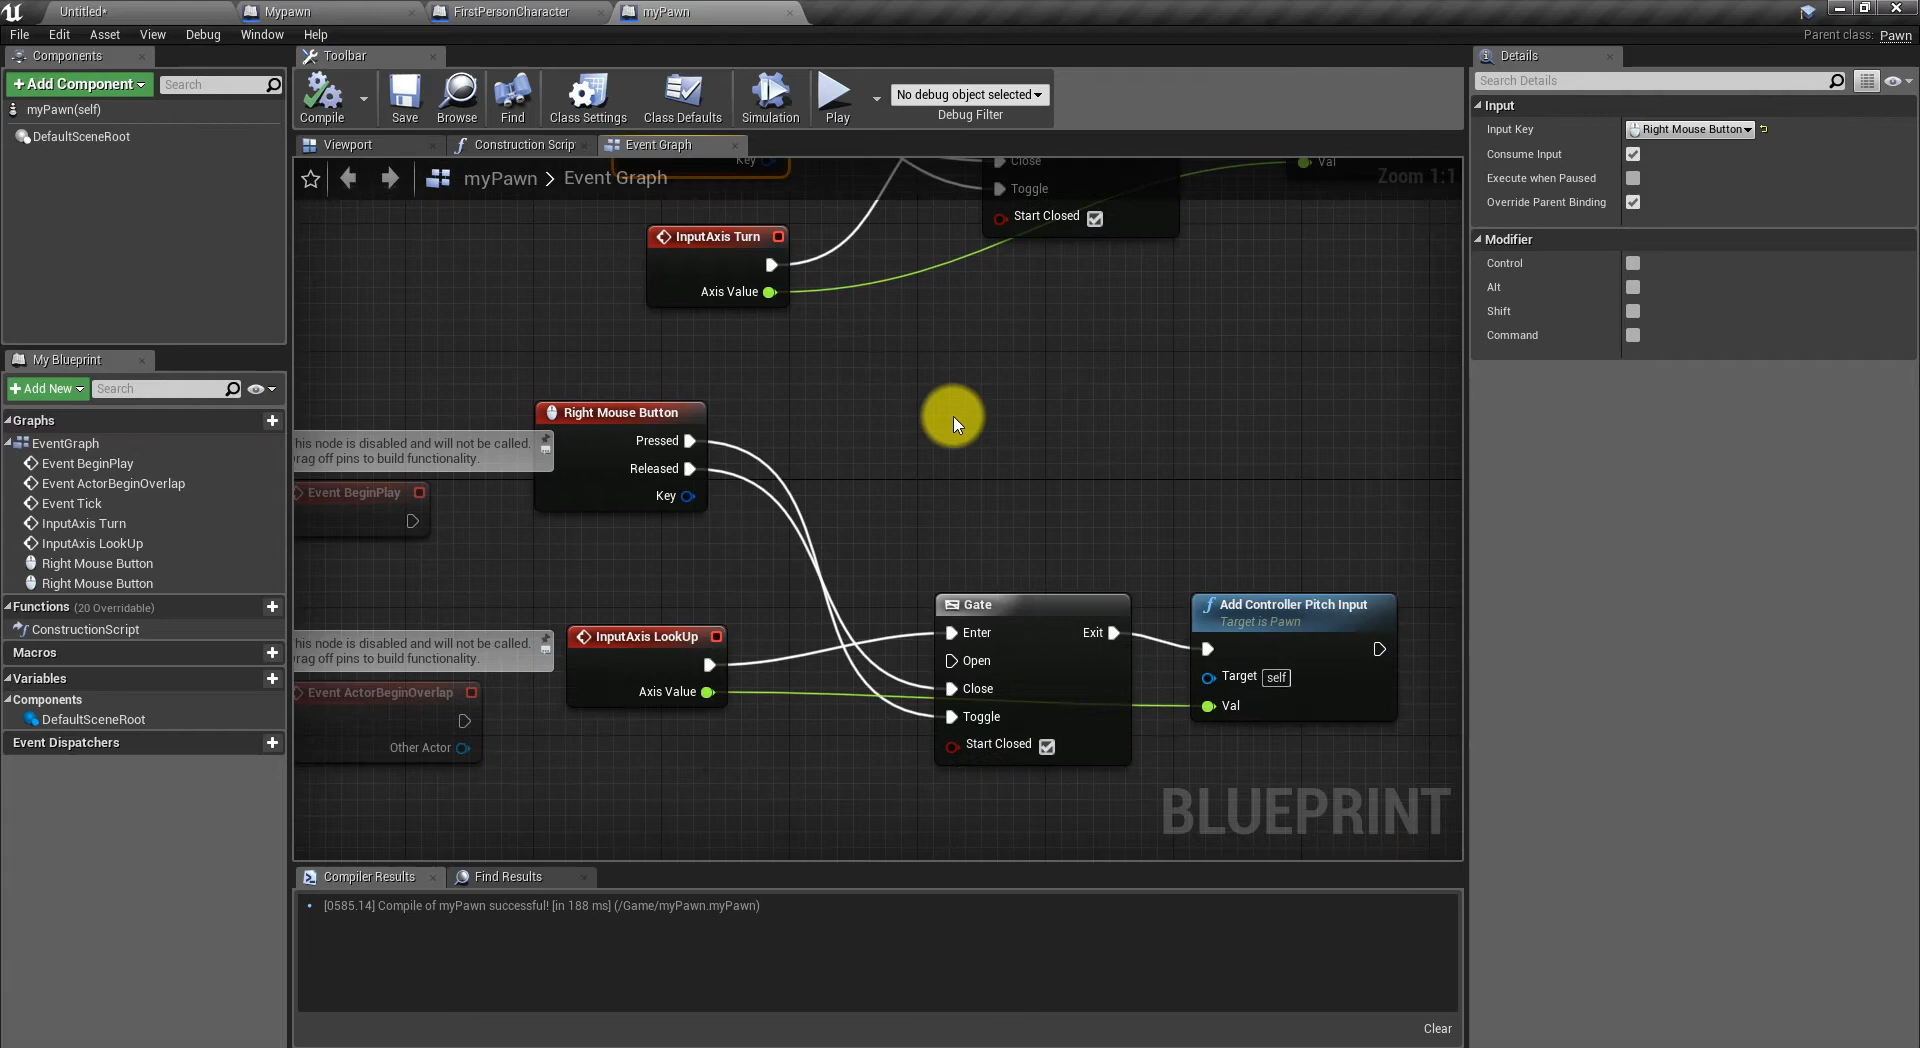 Untitled*
Mypawn
FirstPersonCharacter
myPawn
File Edit Asset View Debug Window Help
Parent class: Pawn
Components
Toolbar
Details
+ Add Component
Search
myPawn(self)
DefaultSceneRoot
Compile
Save
Browse
Find
Class Settings
Class Defaults
Simulation
Play
No debug object selected
Debug Filter
Search Details
Input
Input Key
Right Mouse Button
Consume Input
Execute when Paused
Override Parent Binding
Modifier
Control
Alt
Shift
Command
Viewport
Construction Scrip
Event Graph
myPawn > Event Graph
Zoom 1:1
Key
Close
Toggle
Start Closed
Val
InputAxis Turn
Axis Value
Right Mouse Button
Pressed
Released
Key
his node is disabled and will not be called.
rag off pins to build functionality.
Event BeginPlay
InputAxis LookUp
Axis Value
his node is disabled and will not be called.
rag off pins to build functionality.
Event ActorBeginOverlap
Other Actor
Gate
Enter
Exit
Open
Close
Toggle
Start Closed
Add Controller Pitch Input
Target is Pawn
Target self
Val
BLUEPRINT
My Blueprint
+ Add New
Search
Graphs
EventGraph
Event BeginPlay
Event ActorBeginOverlap
Event Tick
InputAxis Turn
InputAxis LookUp
Right Mouse Button
Right Mouse Button
Functions (20 Overridable)
ConstructionScript
Macros
Variables
Components
DefaultSceneRoot
Event Dispatchers
Compiler Results
Find Results
[0585.14] Compile of myPawn successful! [in 188 ms] (/Game/myPawn.myPawn)
Clear